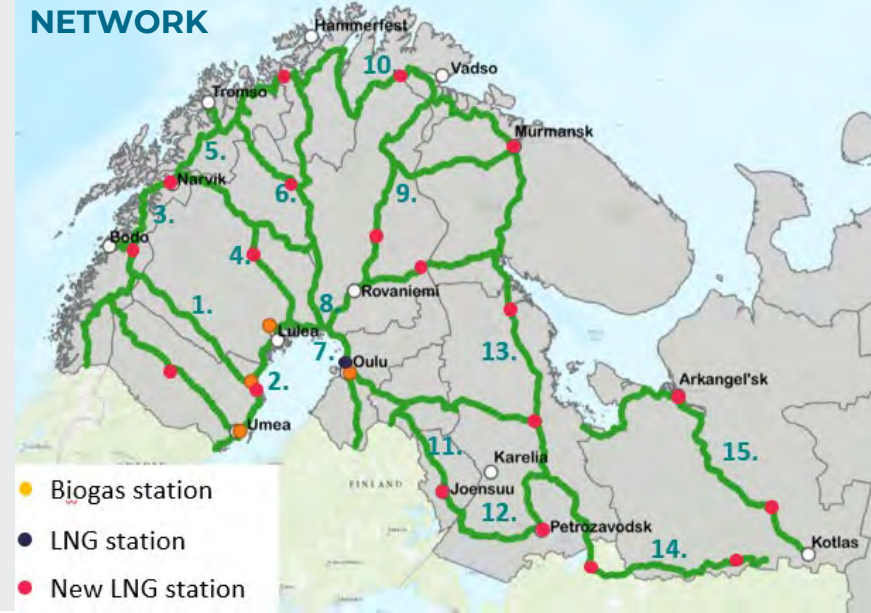 NETWORK
Hammerfest
10.
Vadso
Tromso
Murmansk
5.
Narvik
6.
9.
3.
Bodo
4.
1.
8
Rovaniemi
Lulea
7.
Oulu
13.
2.
Arkangel'sk
Umea
11.
Karelia
15.
FINLAND
Joensuu
12.
Petrozavodsk
14.
Kotlas
Biogas station
LNG station
New LNG station